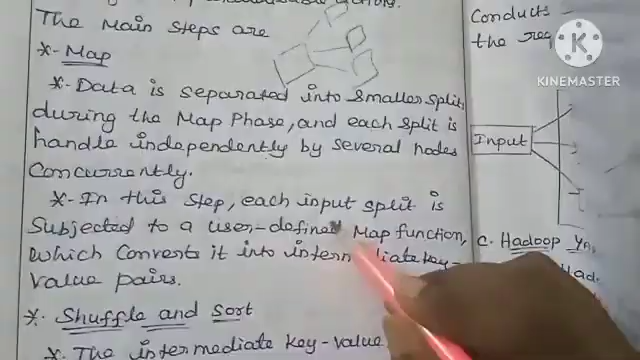 The Main steps are
* Map
* Data is separated into smaller splits
during the Map Phase, and each split is
handle independently by several nodes
Concurrently.
* In this step, each input split is
Subjected to a user-defined Map function,
which converts it into intermediate key-
value pairs.
* Shuffle and Sort
* The intermediate key-value
Conducts
the req
KINEMASTER
Input
C. Hadoop